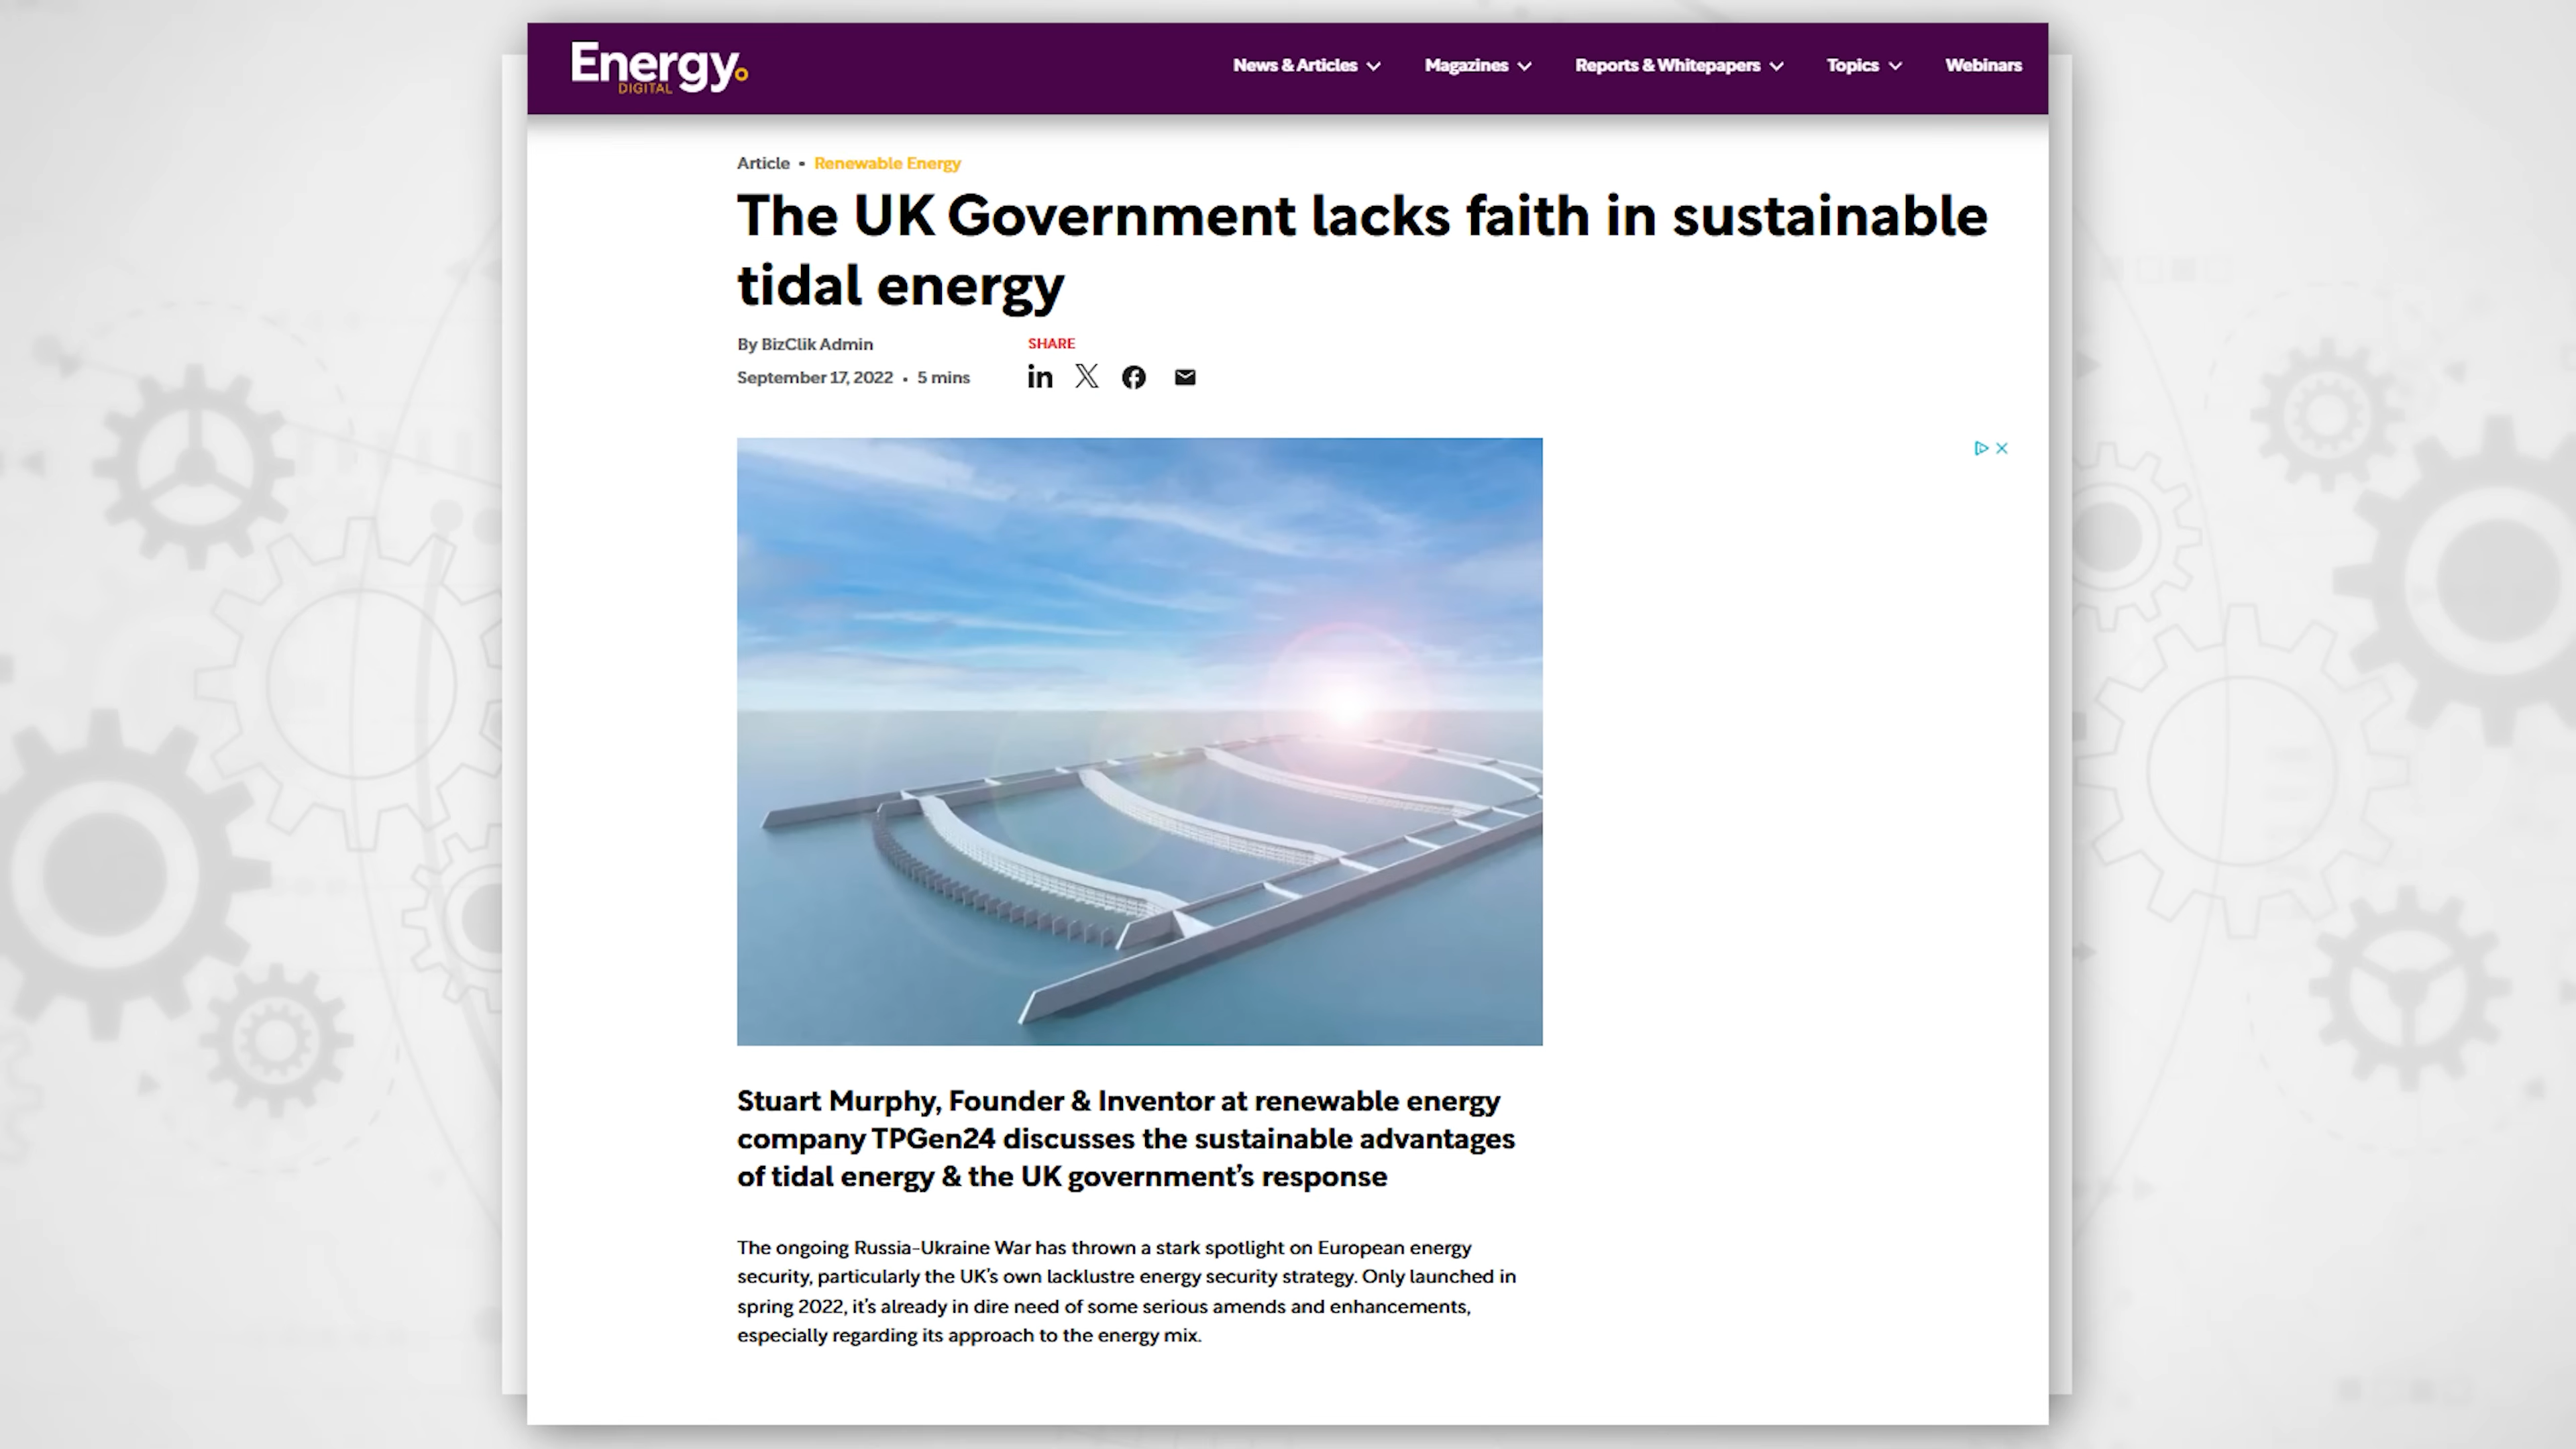 Energy
DIGITAL
News & Articles
Magazines
Reports & Whitepapers
Topics
Webinars
Article • Renewable Energy
The UK Government lacks faith in sustainable
tidal energy
By BizClik Admin
SHARE
September 17, 2022 • 5 mins
Stuart Murphy, Founder & Inventor at renewable energy
company TPGen24 discusses the sustainable advantages
of tidal energy & the UK government’s response
The ongoing Russia-Ukraine War has thrown a stark spotlight on European energy
security, particularly the UK’s own lacklustre energy security strategy. Only launched in
spring 2022, it’s already in dire need of some serious amends and enhancements,
especially regarding its approach to the energy mix.